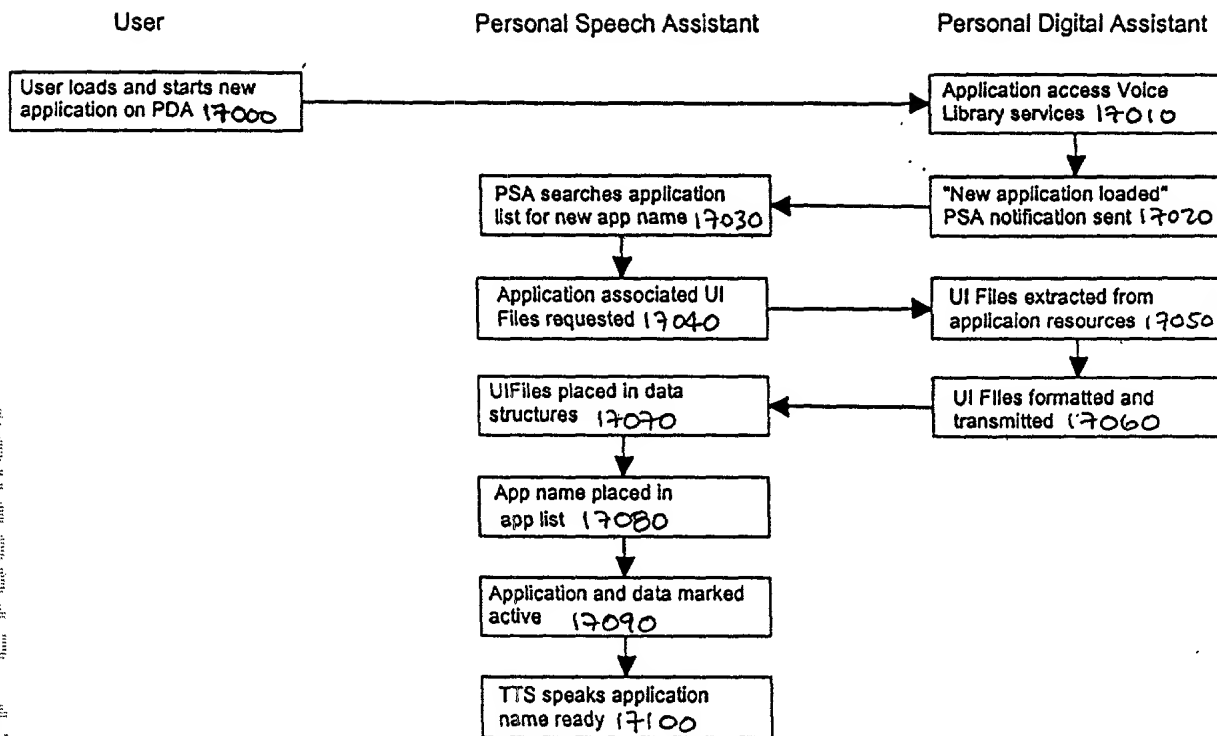 User
Personal Speech Assistant
Personal Digital Assistant
User loads and starts new
application on PDA 17000
Application access Voice
Library services 17010
"New application loaded"
PSA notification sent 17020
PSA searches application
list for new app name 17030
Application associated UI
Files requested 17040
UI Files extracted from
applicaion resources 17050
UI Files formatted and
transmitted 17060
UIFiles placed in data
structures 17070
App name placed in
app list 17080
Application and data marked
active 17090
TTS speaks application
name ready 17100